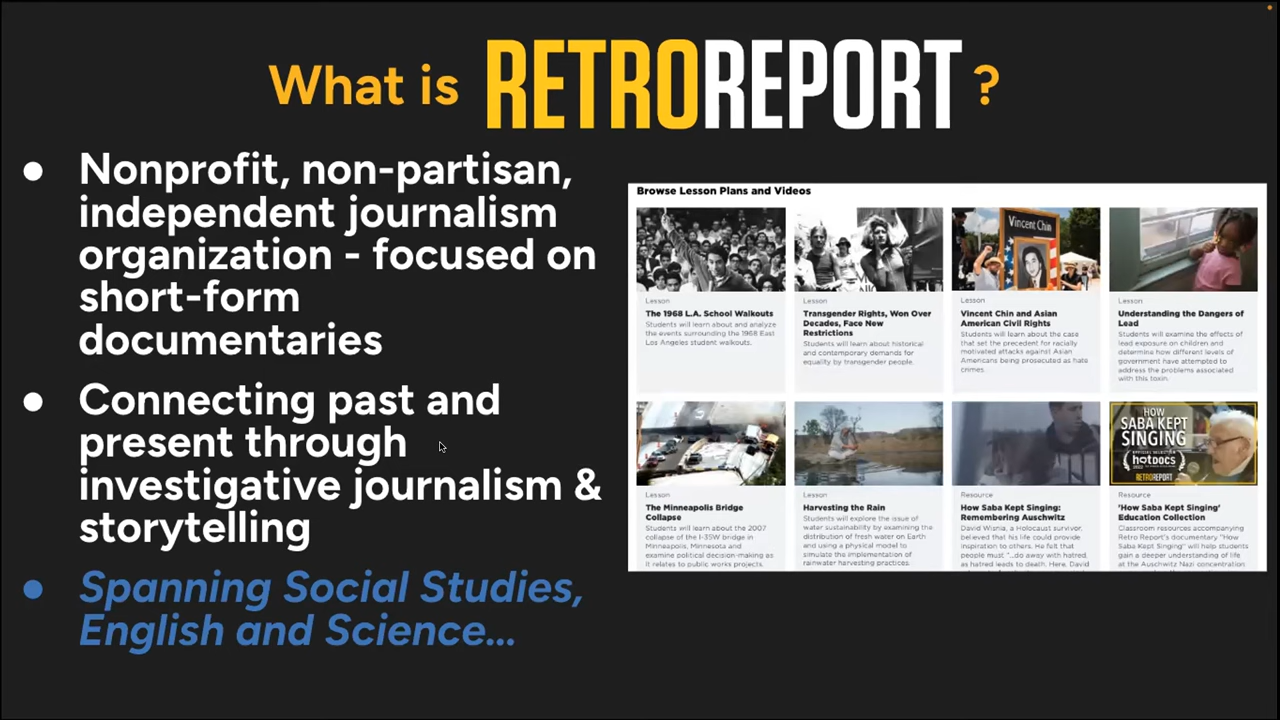 What is RETROREPORT ?
● Nonprofit, non-partisan,
independent journalism
organization - focused on
short-form
documentaries
● Connecting past and
present through
investigative journalism &
storytelling
● Spanning Social Studies,
English and Science...
Browse Lesson Plans and Videos
Vincent Chin
Lesson
The 1968 L.A. School Walkouts
Students will learn about and analyze
the events surrounding the 1968 East
Los Angeles student walkouts.
Lesson
Transgender Rights, Won Over
Decades, Face New
Restrictions
Students will learn about historical
and contemporary demands for
equality by transgender people.
Lesson
Vincent Chin and Asian
American Civil Rights
Students will learn about the case
that set the precedent for racially
motivated attacks against Asian
Americans being prosecuted as hate
crimes.
Lesson
Understanding the Dangers of
Lead
Students will examine the effects of
lead exposure on children and
determine how different levels of
government have attempted to
address the problems associated
with this toxin.
Lesson
The Minneapolis Bridge
Collapse
Students will learn about the 2007
collapse of the I-35W bridge in
Minneapolis, Minnesota and
examine political decision-making as
it relates to public works projects.
Lesson
Harvesting the Rain
Students will explore the issue of
water sustainability by examining the
distribution of fresh water on Earth
and using a physical model to
simulate the implementation of
rainwater harvesting practices.
Resource
How Saba Kept Singing:
Remembering Auschwitz
David Wisnia, a Holocaust survivor,
believed that his life could provide
inspiration to others. He felt that
people must "...do away with hatred,
as hatred leads to death. Here, David
HOW
SABA KEPT
SINGING
OFFICIAL SELECTION
hotDOCS
2022
RETROREPORT
Resource
'How Saba Kept Singing'
Education Collection
Classroom resources accompanying
Retro Report's documentary "How
Saba Kept Singing" will help students
gain a deeper understanding of life
at the Auschwitz Nazi concentration